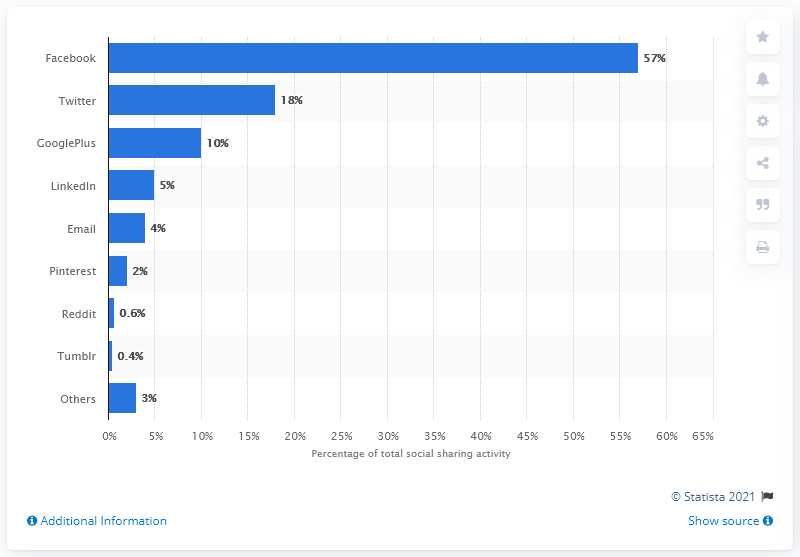 Facebook 57%
Twitter 18%
GooglePlus 10%
LinkedIn 5%
Email 4%
Pinterest 2%
Reddit 0.6%
Tumblr 0.4%
Others 3%
0% 5% 10% 15% 20% 25% 30% 35% 40% 45% 50% 55% 60% 65%
Percentage of total social sharing activity
© Statista 2021
Additional Information Show source